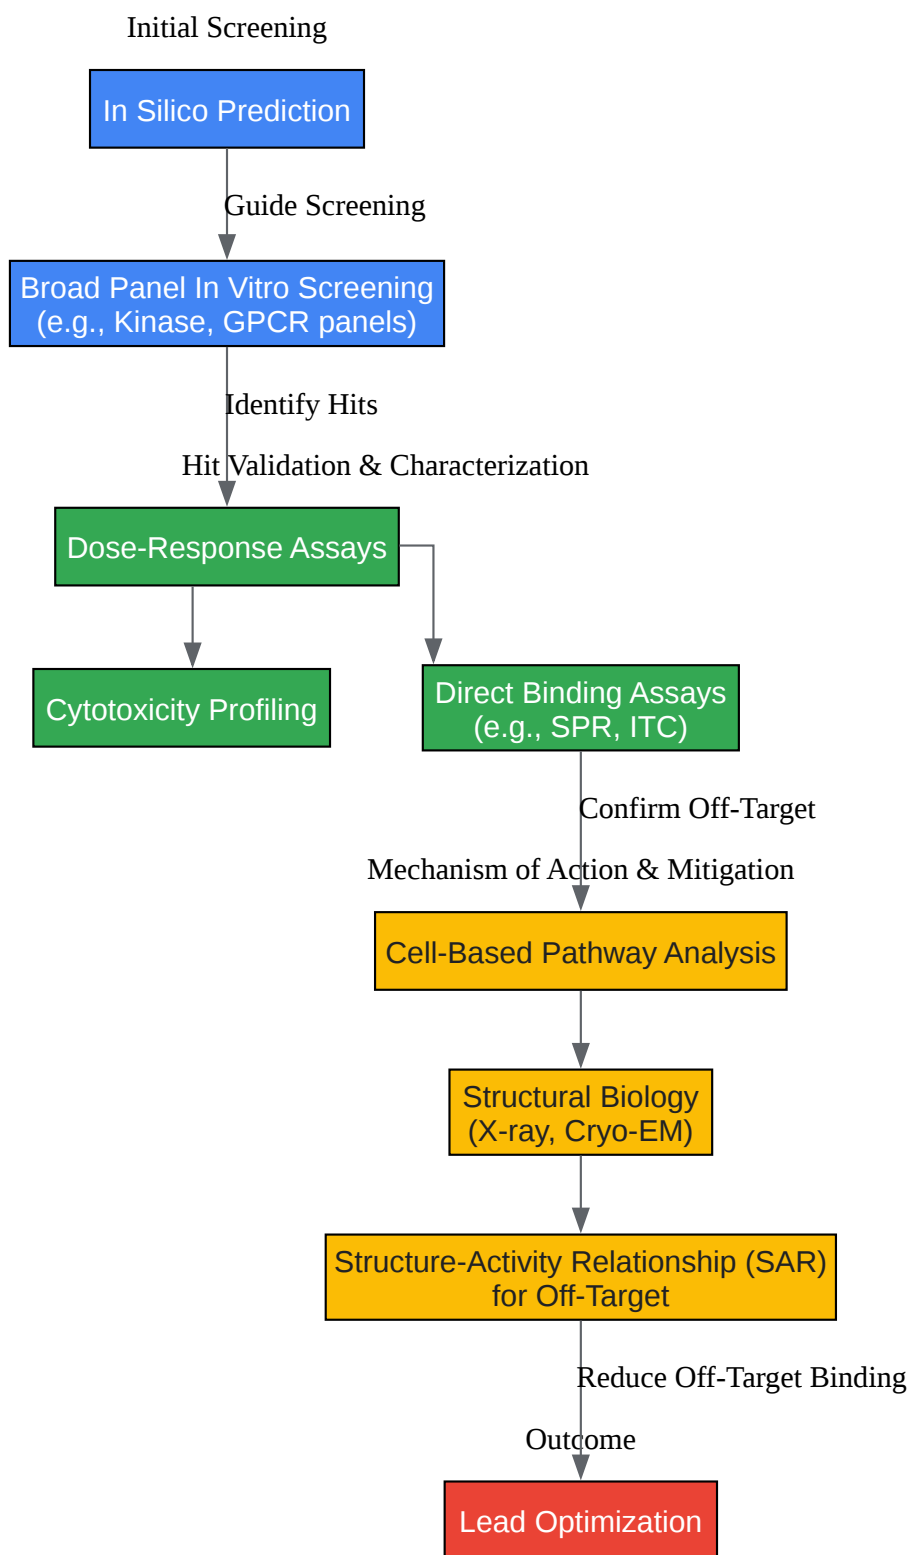 Initial Screening
In Silico Prediction
Guide Screening
Broad Panel In Vitro Screening
(e.g., Kinase, GPCR panels)
Identify Hits
Hit Validation & Characterization
Dose-Response Assays
Cytotoxicity Profiling
Direct Binding Assays
(e.g., SPR, ITC)
Confirm Off-Target
Mechanism of Action & Mitigation
Cell-Based Pathway Analysis
Structural Biology
(X-ray, Cryo-EM)
Structure-Activity Relationship (SAR)
for Off-Target
Reduce Off-Target Binding
Outcome
Lead Optimization